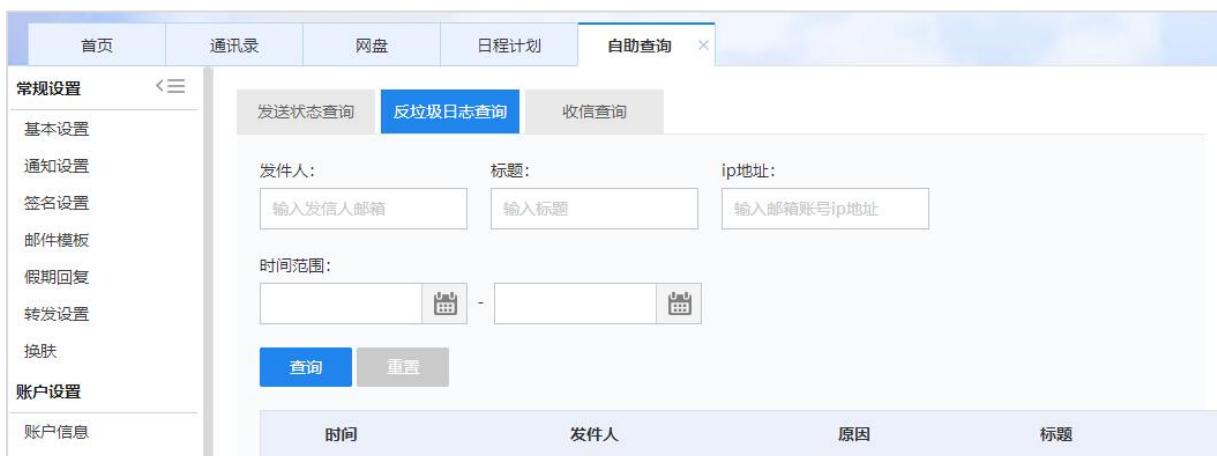 首页 通讯录 网盘 日程计划 自助查询
常规设置
基本设置
通知设置
签名设置
邮件模板
假期回复
转发设置
换肤
账户设置
账户信息
发送状态查询 反垃圾日志查询 收信查询
发件人： 标题： ip地址：
输入发信人邮箱 输入标题 输入邮箱账号ip地址
时间范围：
-
查询 重置
时间 发件人 原因 标题